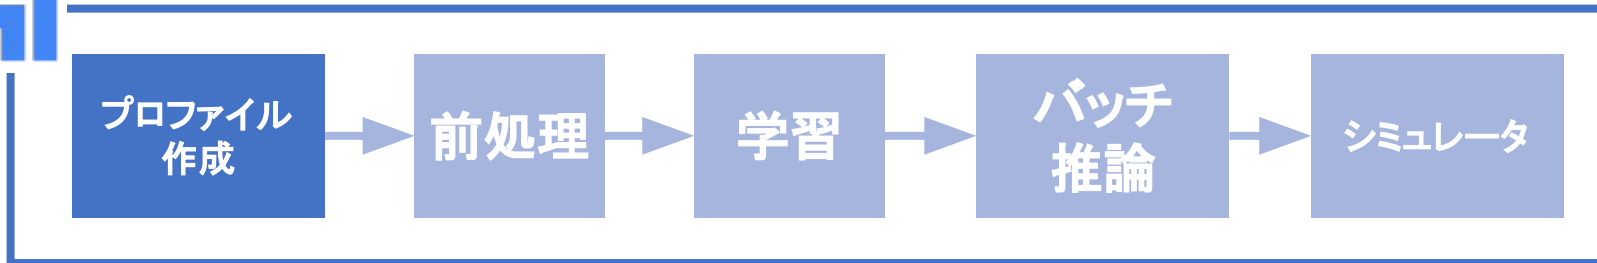 プロファイル
作成
前処理
学習
バッチ
推論
シミュレータ